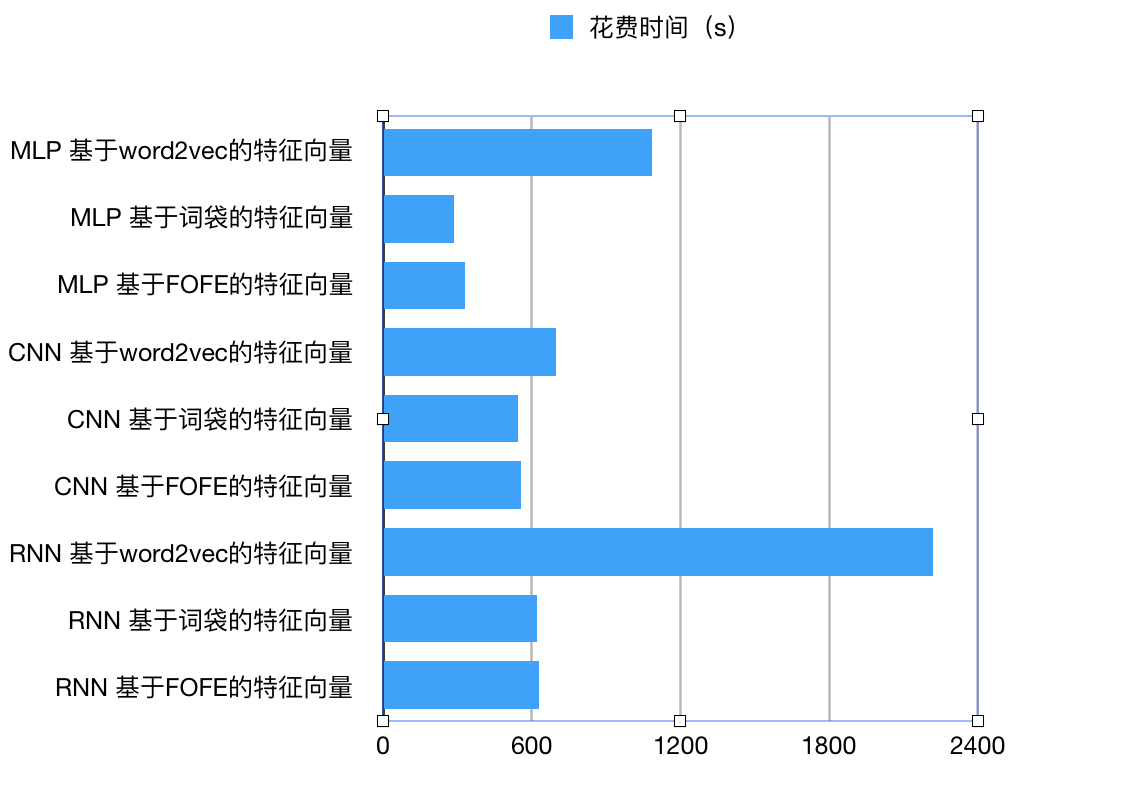 花费时间（s）
MLP 基于word2vec的特征向量
MLP 基于词袋的特征向量
MLP 基于FOFE的特征向量
CNN 基于word2vec的特征向量
CNN 基于词袋的特征向量
CNN 基于FOFE的特征向量
RNN 基于word2vec的特征向量
RNN 基于词袋的特征向量
RNN 基于FOFE的特征向量
0 600 1200 1800 2400